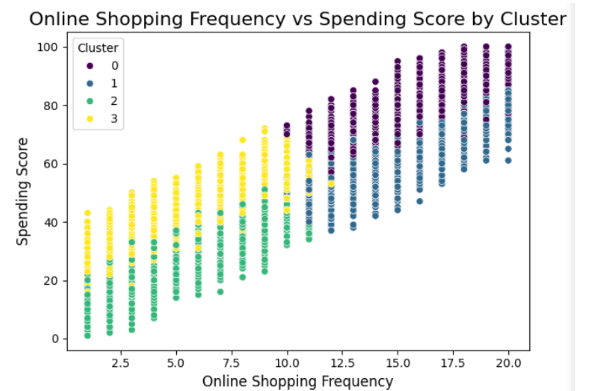 Online Shopping Frequency vs Spending Score by Cluster
Cluster
0
1
2
3
100
80
60
40
20
0
Spending Score
2.5 5.0 7.5 10.0 12.5 15.0 17.5 20.0
Online Shopping Frequency